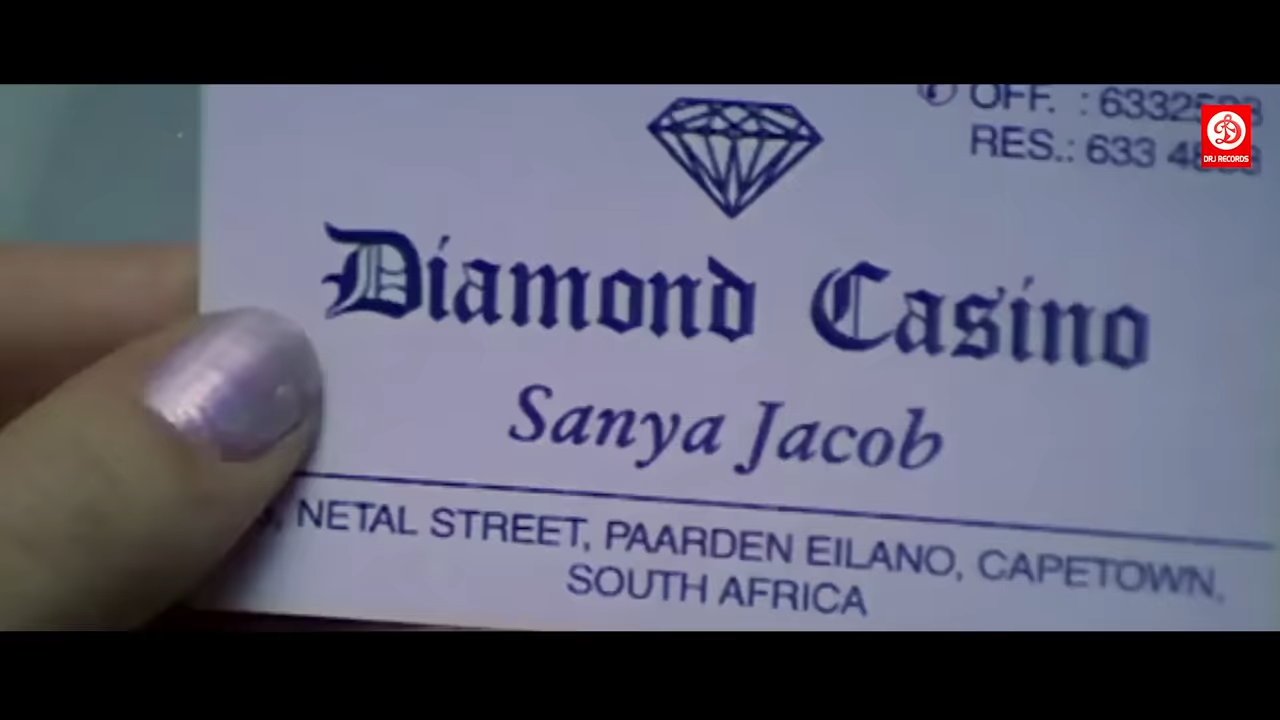 OFF. :
RES.: 633
DRJ RECORDS
Diamond Casino
Sanya Jacob
NETAL STREET, PAARDEN EILANO, CAPETOWN,
SOUTH AFRICA